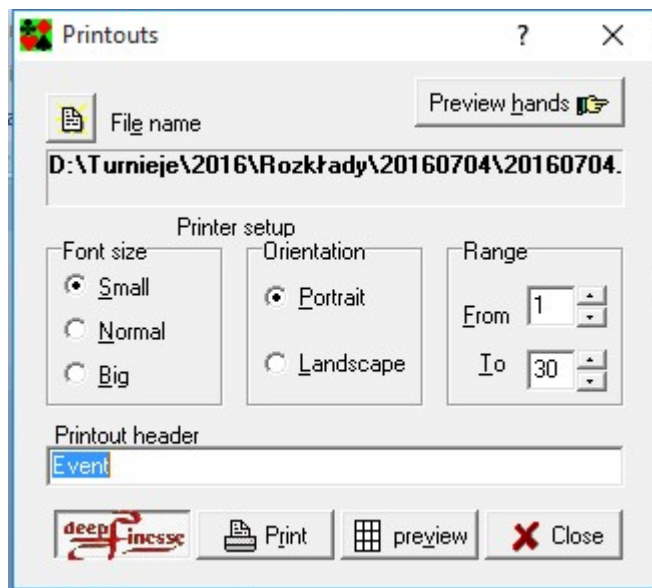 Printouts
?
Preview hands
File name
D:\Turnieje\2016\Rozkłady\20160704\20160704.
Printer setup
Font size
Small
Normal
Big
Orientation
Portrait
Landscape
Range
From 1
To 30
Printout header
Event
deep finesse
Print
preview
Close